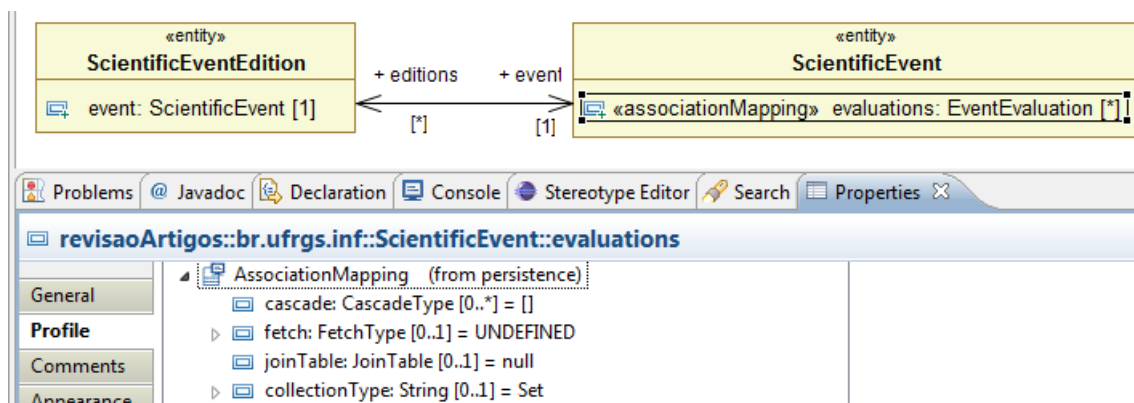 «entity»
ScientificEventEdition
event: ScientificEvent [1]
+ editions
+ event
[*]
[1]
«entity»
ScientificEvent
«associationMapping» evaluations: EventEvaluation [*]
Problems @ Javadoc Declaration Console Stereotype Editor Search Properties
revisaoArtigos::br.ufrgs.inf::ScientificEvent::evaluations
General
Profile
Comments
Appearance
AssociationMapping (from persistence)
cascade: CascadeType [0..*] = []
fetch: FetchType [0..1] = UNDEFINED
joinTable: JoinTable [0..1] = null
collectionType: String [0..1] = Set